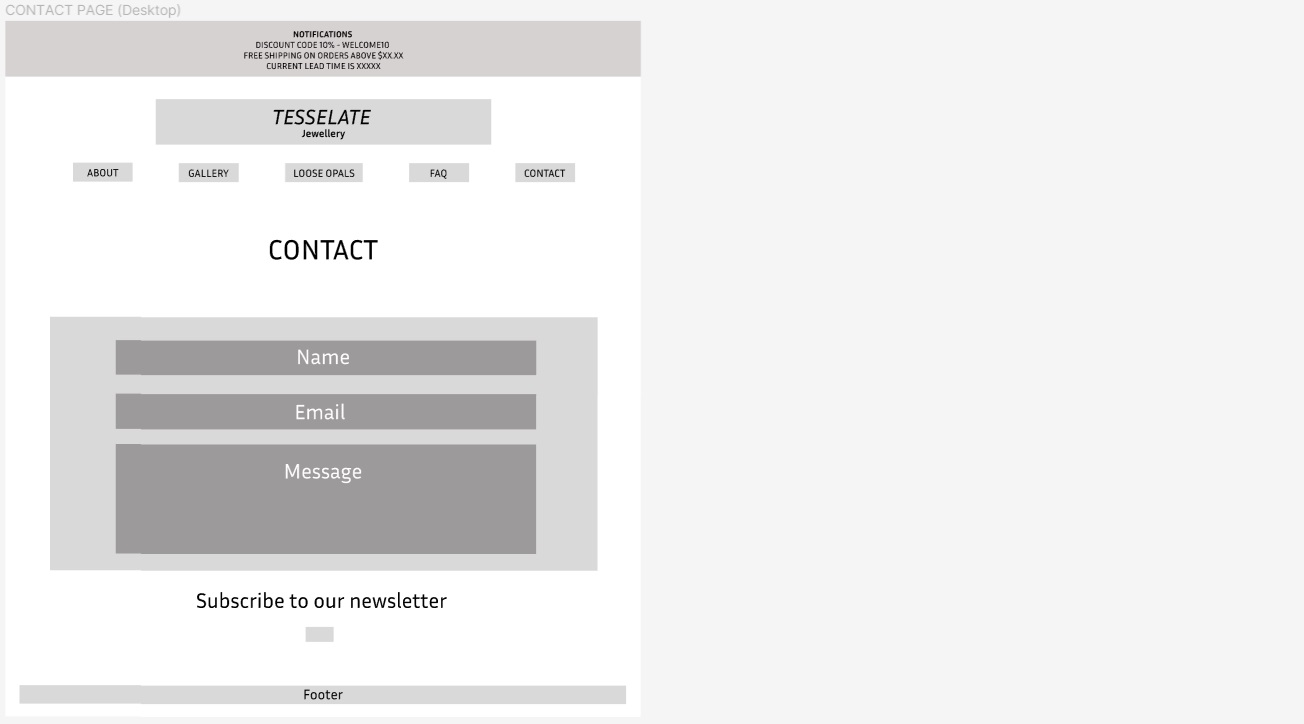 CONTACT PAGE (Desktop)
NOTIFICATIONS
DISCOUNT CODE 10% - WELCOME10
FREE SHIPPING ON ORDERS ABOVE $XX.XX
CURRENT LEAD TIME IS XXXXX
TESSELATE
Jewellery
ABOUT GALLERY LOOSE OPALS FAQ CONTACT
CONTACT
Name
Email
Message
Subscribe to our newsletter
Footer